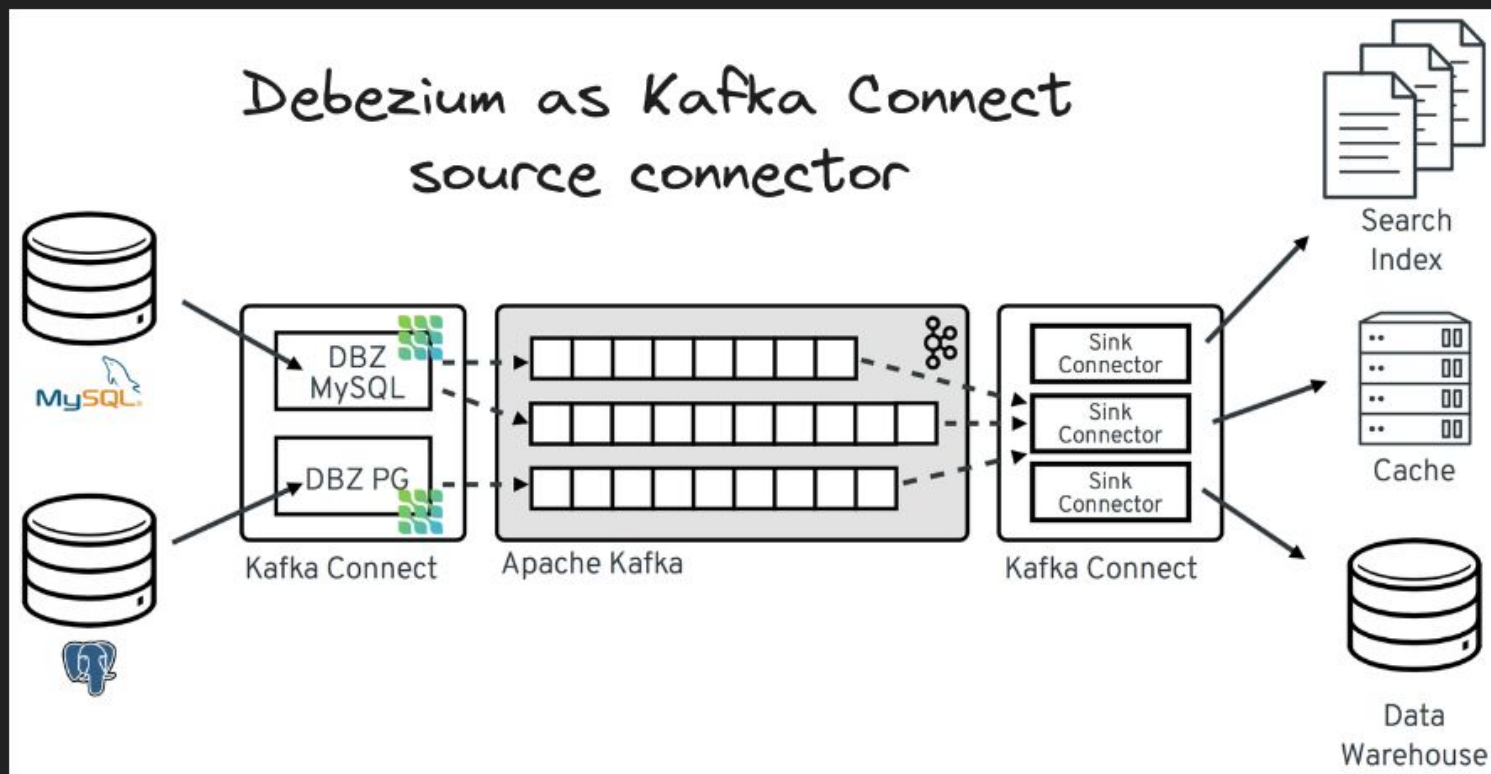 Debezium as Kafka Connect
source connector
MySQL
DBZ
MySQL
DBZ PG
Kafka Connect
Apache Kafka
Sink
Connector
Sink
Connector
Sink
Connector
Kafka Connect
Search
Index
Cache
Data
Warehouse